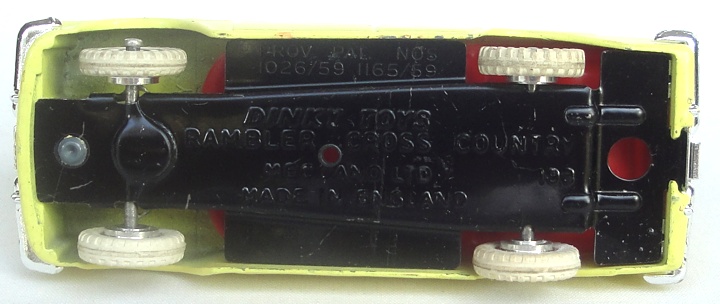 PROV. PAT. NOS
1026/59 1165/59
DINKY TOYS
RAMBLER CROSS COUNTRY
MECCANO LTD
193
MADE IN ENGLAND